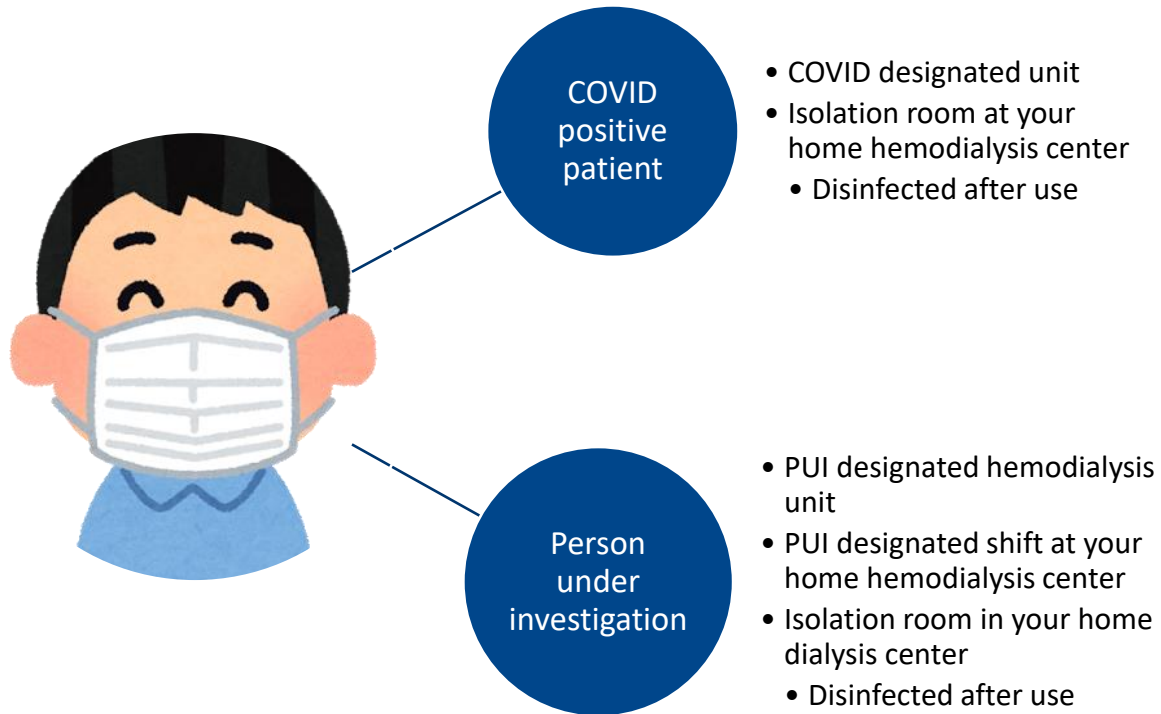 COVID
positive
patient
• COVID designated unit
• Isolation room at your
home hemodialysis center
• Disinfected after use
Person
under
investigation
• PUI designated hemodialysis
unit
• PUI designated shift at your
home hemodialysis center
• Isolation room in your home
dialysis center
• Disinfected after use